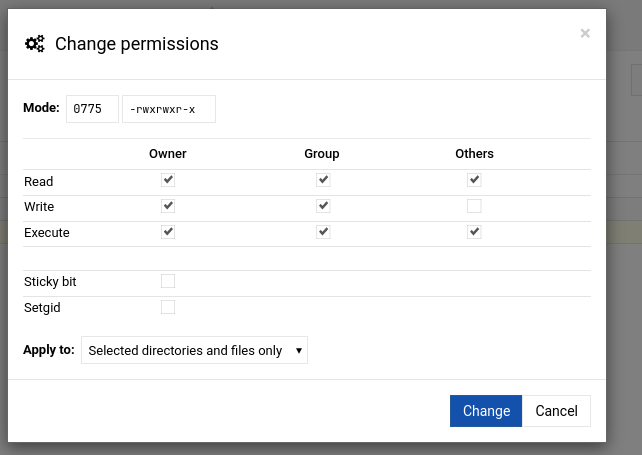 Change permissions ×
Mode: 0775 -rwxrwxr-x
Owner Group Others
Read
Write
Execute
Sticky bit
Setgid
Apply to: Selected directories and files only
Change Cancel